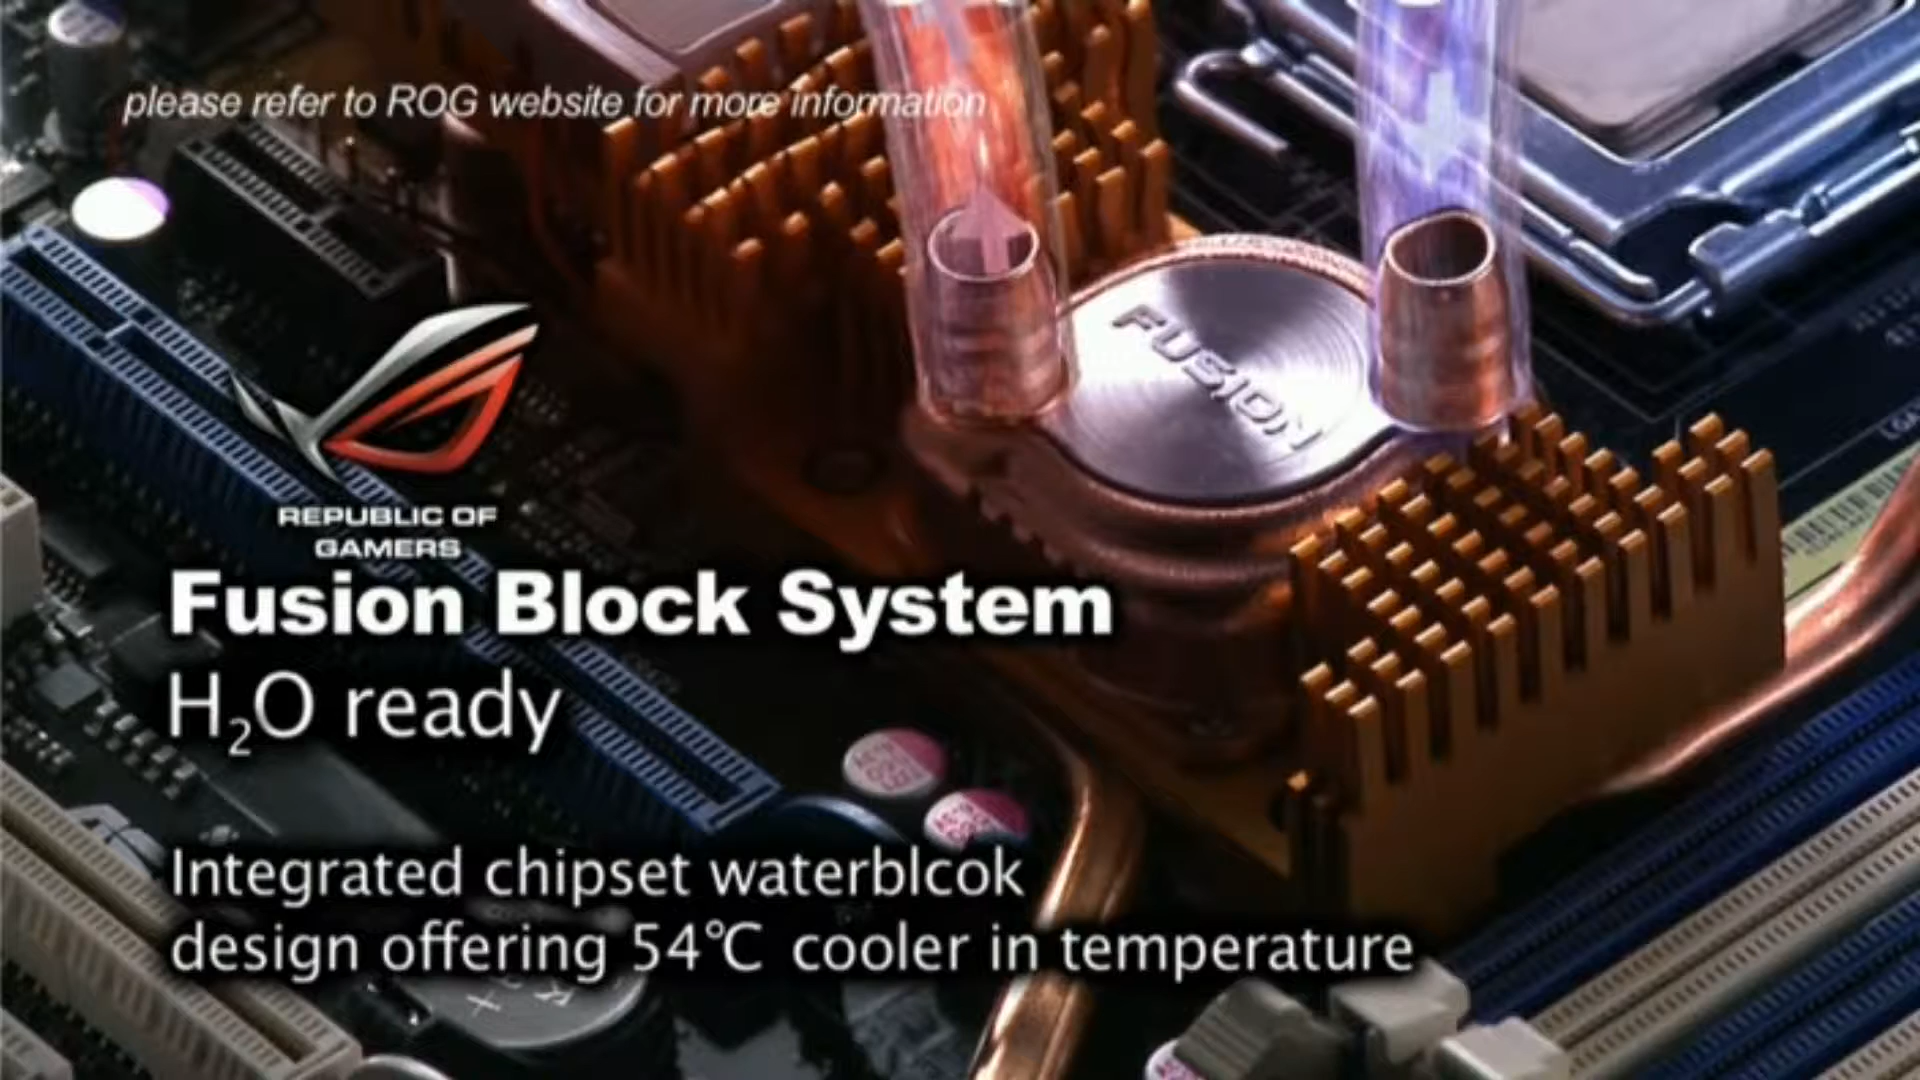 please refer to ROG website for more information
FUSION
REPUBLIC OF
GAMERS
Fusion Block System
H₂O ready
Integrated chipset waterblcok
design offering 54℃ cooler in temperature